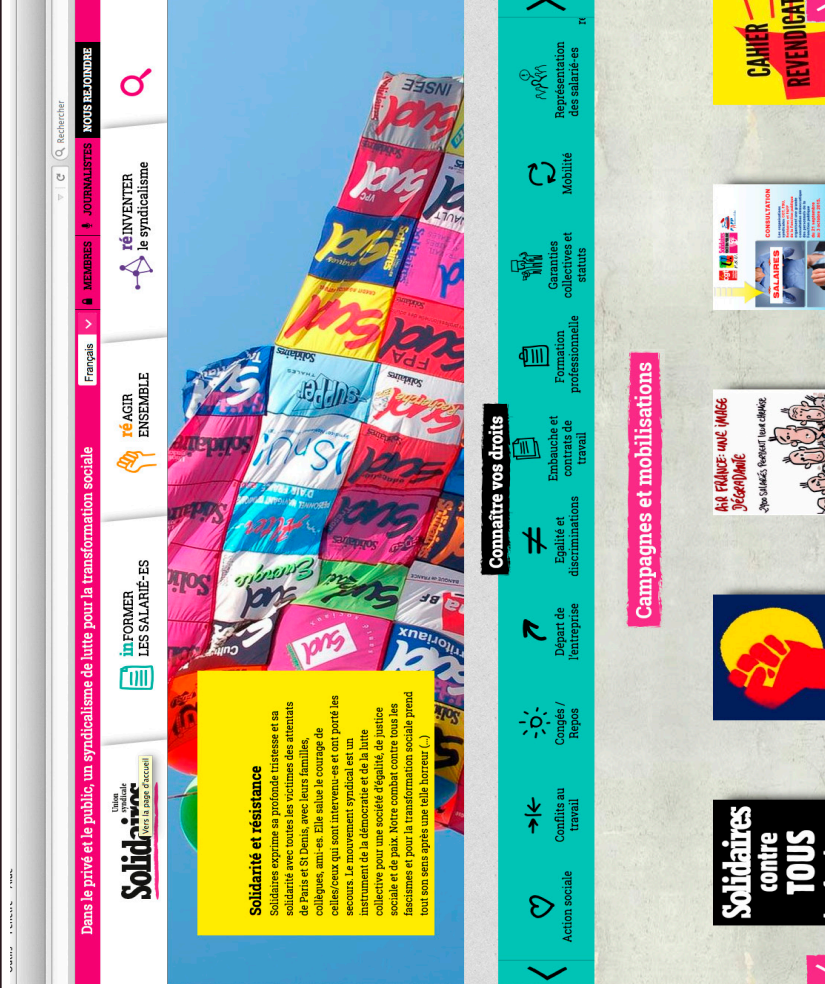 Rechercher
Dans le privé et le public, un syndicalisme de lutte pour la transformation sociale
Français
MEMBRES
JOURNALISTES
NOUS REJOINDRE
Union
syndicale
Solidaires
Vers la page d'accueil
inFORMER
LES SALARIÉ-ES
réAGIR
ENSEMBLE
réINVENTER
le syndicalisme
Solidarité et résistance
Solidaires exprime sa profonde tristesse et sa
solidarité avec toutes les victimes des attentats
de Paris et St Denis, avec leurs familles,
collègues, ami-es. Elle salue le courage de
celles/ceux qui sont intervenu-es et ont porté les
secours. Le mouvement syndical est un
instrument de la démocratie et de la lutte
collective pour une société d'égalité, de justice
sociale et de paix. Notre combat contre tous les
fascismes et pour la transformation sociale prend
tout son sens après une telle horreur (...)
Connaître vos droits
Action sociale
Conflits au
travail
Congés /
Repos
Départ de
l'entreprise
Egalité et
discriminations
Embauche et
contrats de
travail
Formation
professionnelle
Garanties
collectives et
statuts
Mobilité
Représentation
des salarié-es
Campagnes et mobilisations
Solidaires
contre
TOUS
AIR FRANCE: UNE IMAGE
DÉGRADANTE
2900 SALARIÉS PERDENT LEUR CHEMISE
CONSULTATION
SALAIRES
CAHIER
REVENDICAT